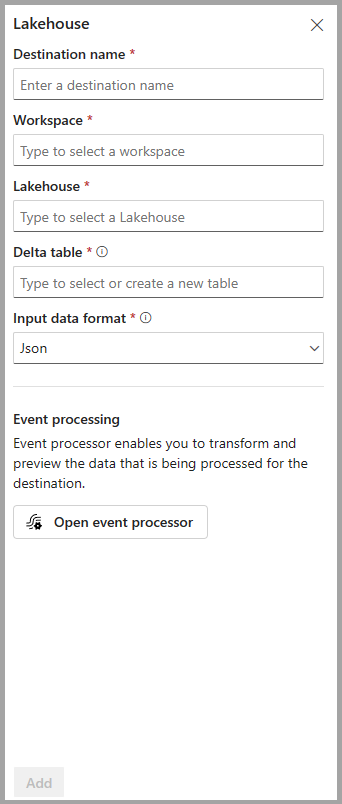 Lakehouse
Destination name *
Enter a destination name
Workspace *
Type to select a workspace
Lakehouse *
Type to select a Lakehouse
Delta table *
Type to select or create a new table
Input data format *
Json
Event processing
Event processor enables you to transform and
preview the data that is being processed for the
destination.
Open event processor
Add